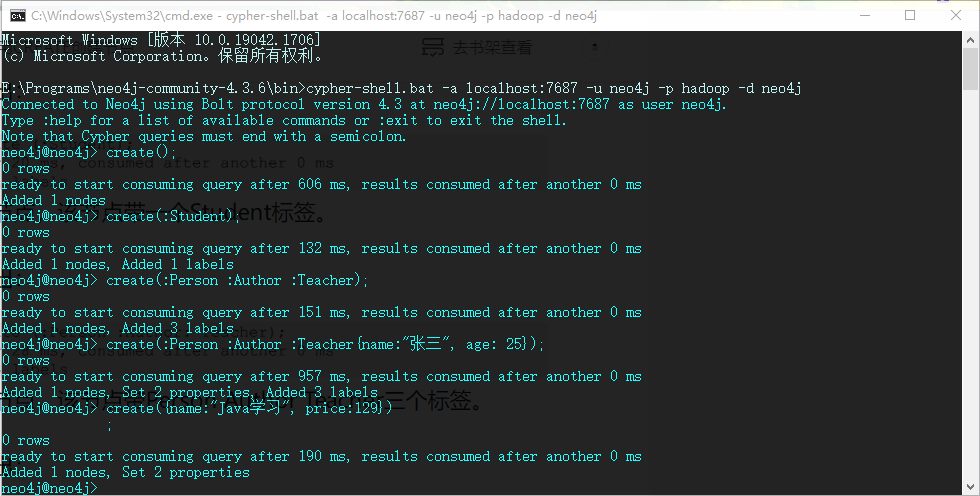 C:\Windows\System32\cmd.exe - cypher-shell.bat  -a localhost:7687 -u neo4j -p hadoop -d neo4j
Microsoft Windows [版本 10.0.19042.1706]
(c) Microsoft Corporation。保留所有权利。
去书架查看
E:\Programs\neo4j-community-4.3.6\bin>cypher-shell.bat -a localhost:7687 -u neo4j -p hadoop -d neo4j
Connected to Neo4j using Bolt protocol version 4.3 at neo4j://localhost:7687 as user neo4j.
Type :help for a list of available commands or :exit to exit the shell.
Note that Cypher queries must end with a semicolon.
neo4j@neo4j> create();
0 rows
ready to start consuming query after 606 ms, results consumed after another 0 ms
Added 1 nodes
neo4j@neo4j> create(:Student);
0 rows
ready to start consuming query after 132 ms, results consumed after another 0 ms
Added 1 nodes, Added 1 labels
neo4j@neo4j> create(:Person :Author :Teacher);
0 rows
ready to start consuming query after 151 ms, results consumed after another 0 ms
Added 1 nodes, Added 3 labels
neo4j@neo4j> create(:Person :Author :Teacher{name:"张三", age: 25});
0 rows
ready to start consuming query after 957 ms, results consumed after another 0 ms
Added 1 nodes, Set 2 properties, Added 3 labels
neo4j@neo4j> create({name:"Java学习", price:129})
;
0 rows
ready to start consuming query after 190 ms, results consumed after another 0 ms
Added 1 nodes, Set 2 properties
neo4j@neo4j>